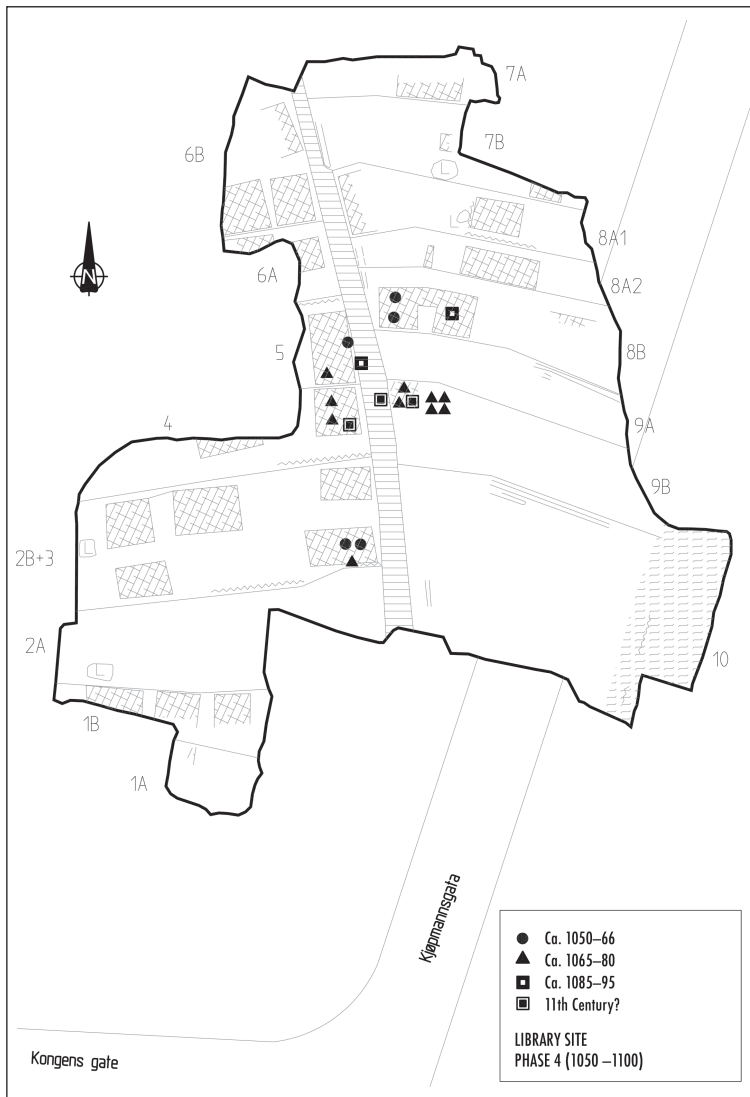 7A
7B
6B
8A1
6A
8A2
5
8B
4
9A
9B
2B+3
2A
10
1B
1A
N
L
L
L
L
Kjøpmannsgata
Kongens gate
Ca. 1050–66
Ca. 1065–80
Ca. 1085–95
11th Century?
LIBRARY SITE
PHASE 4 (1050 –1100)